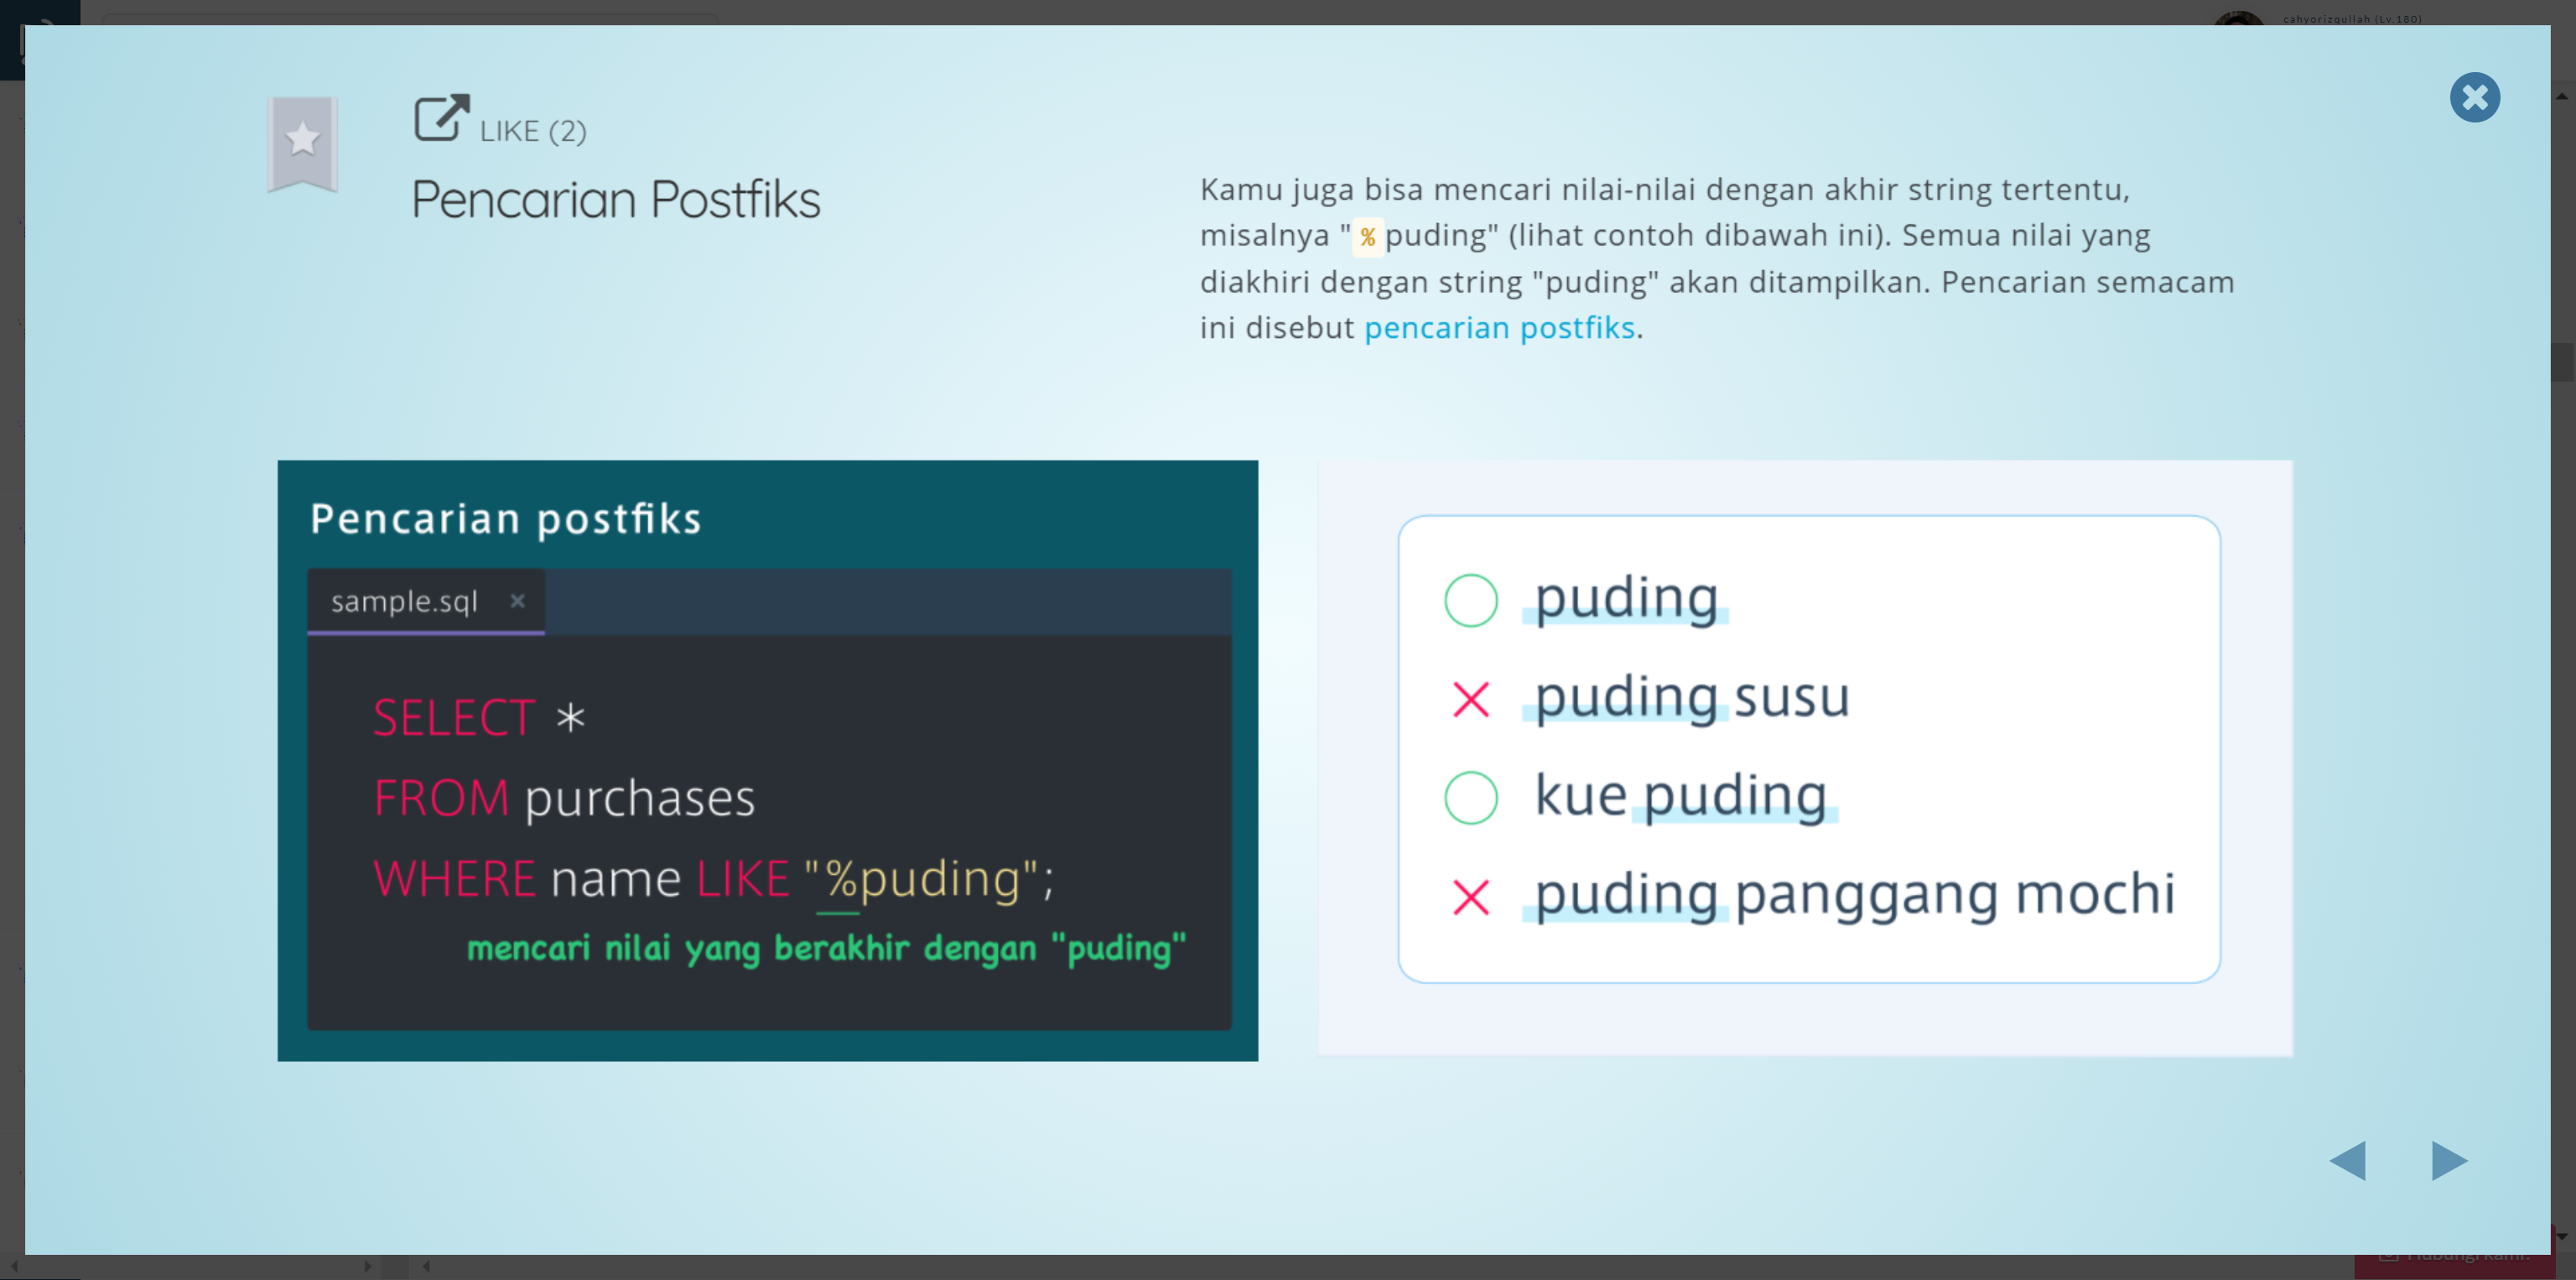 cahyorizqullah (Lv.180)
LIKE (2)
Pencarian Postfiks
Kamu juga bisa mencari nilai-nilai dengan akhir string tertentu,
misalnya "%puding" (lihat contoh dibawah ini). Semua nilai yang
diakhiri dengan string "puding" akan ditampilkan. Pencarian semacam
ini disebut pencarian postfiks.
Pencarian postfiks
sample.sql ×
SELECT *
FROM purchases
WHERE name LIKE "%puding";
mencari nilai yang berakhir dengan "puding"
puding
puding susu
kue puding
puding panggang mochi
Hubungi kami.